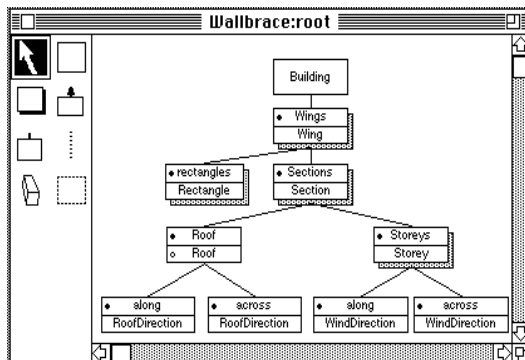 Wallbrace:root
Building
Wings
Wing
rectangles
Rectangle
Sections
Section
Roof
Roof
Storeys
Storey
along
RoofDirection
across
RoofDirection
along
WindDirection
across
WindDirection